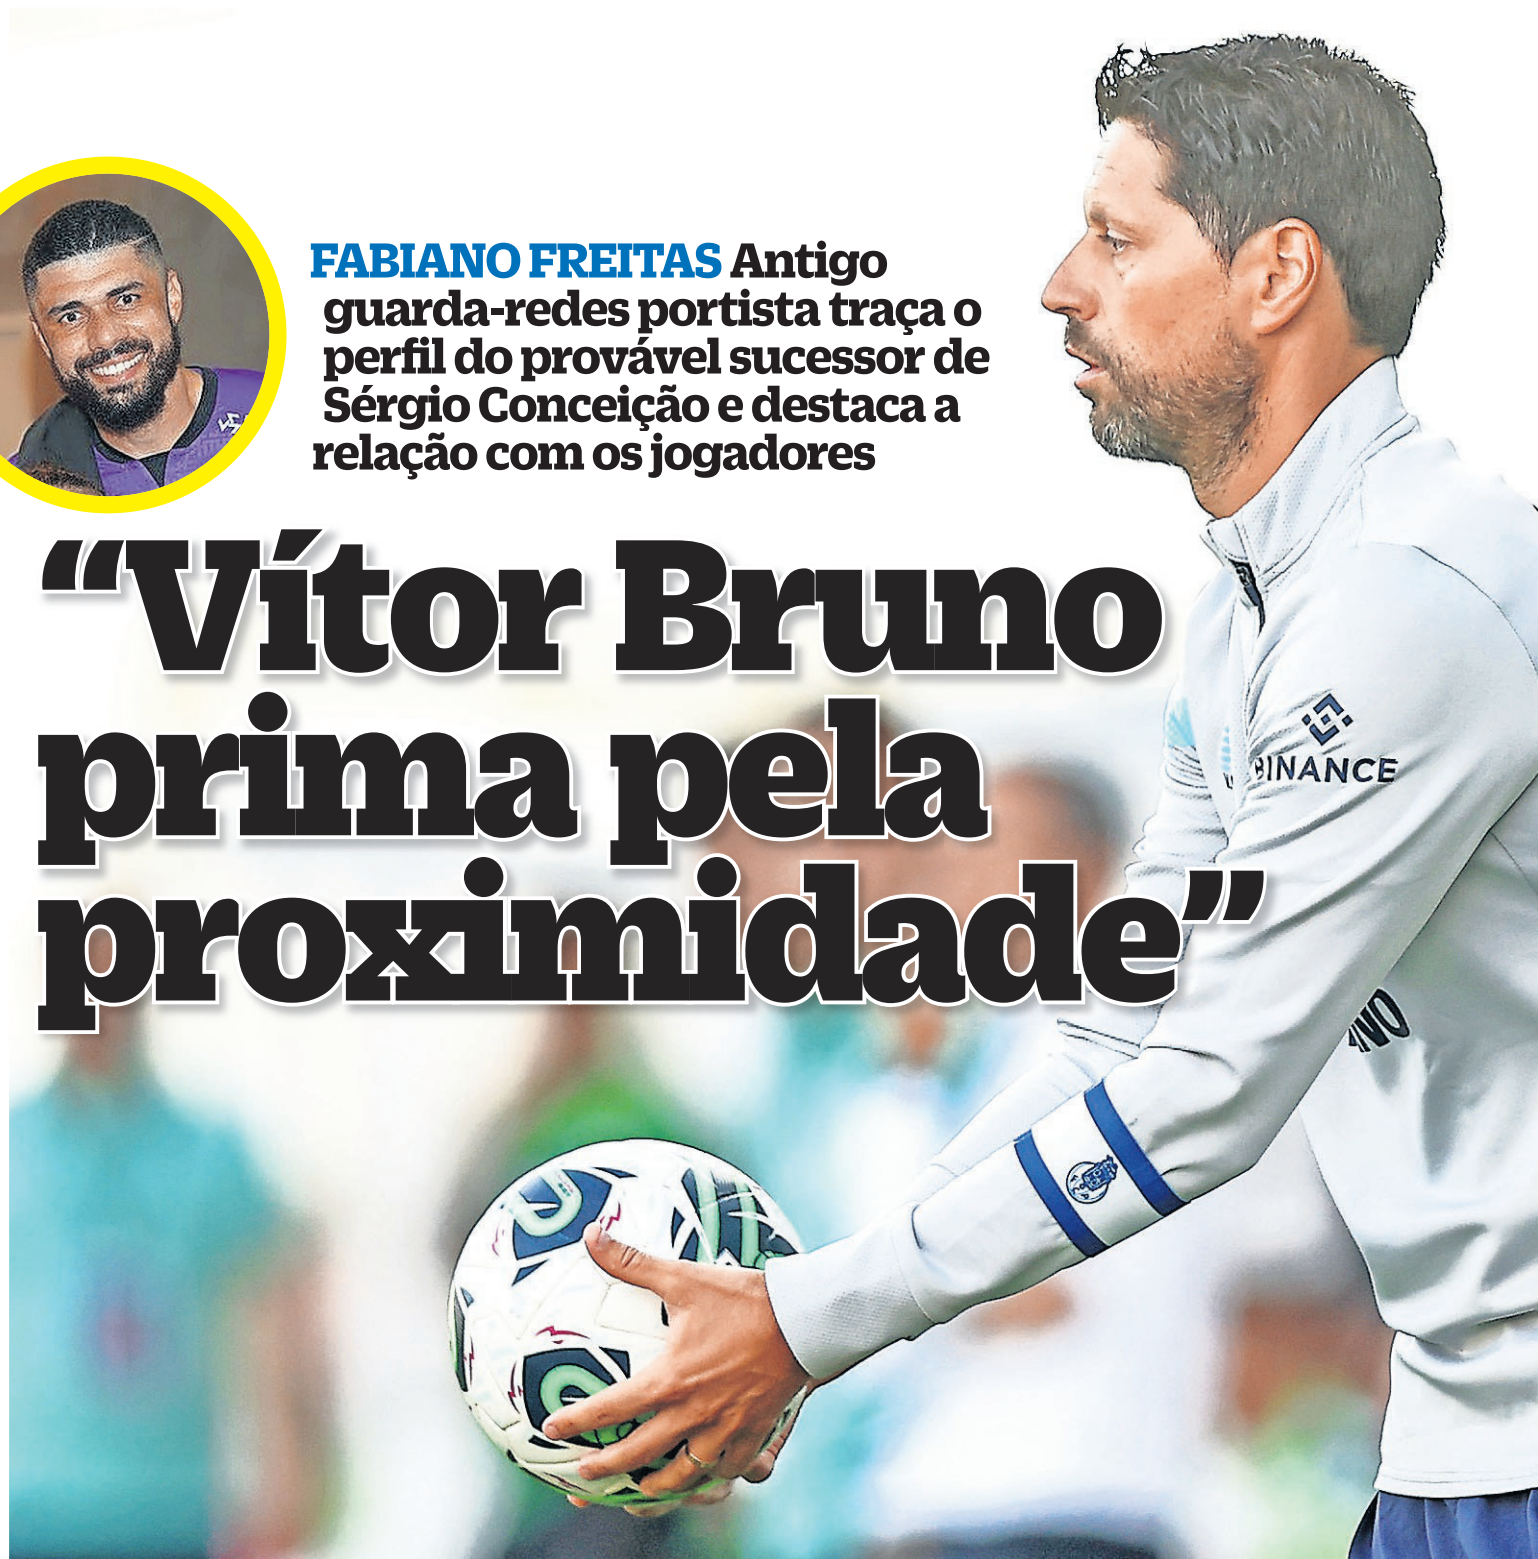 FABIANO FREITAS Antigo
guarda-redes portista traça o
perfil do provável sucessor de
Sérgio Conceição e destaca a
relação com os jogadores
“Vítor Bruno
prima pela
proximidade”
BINANCE